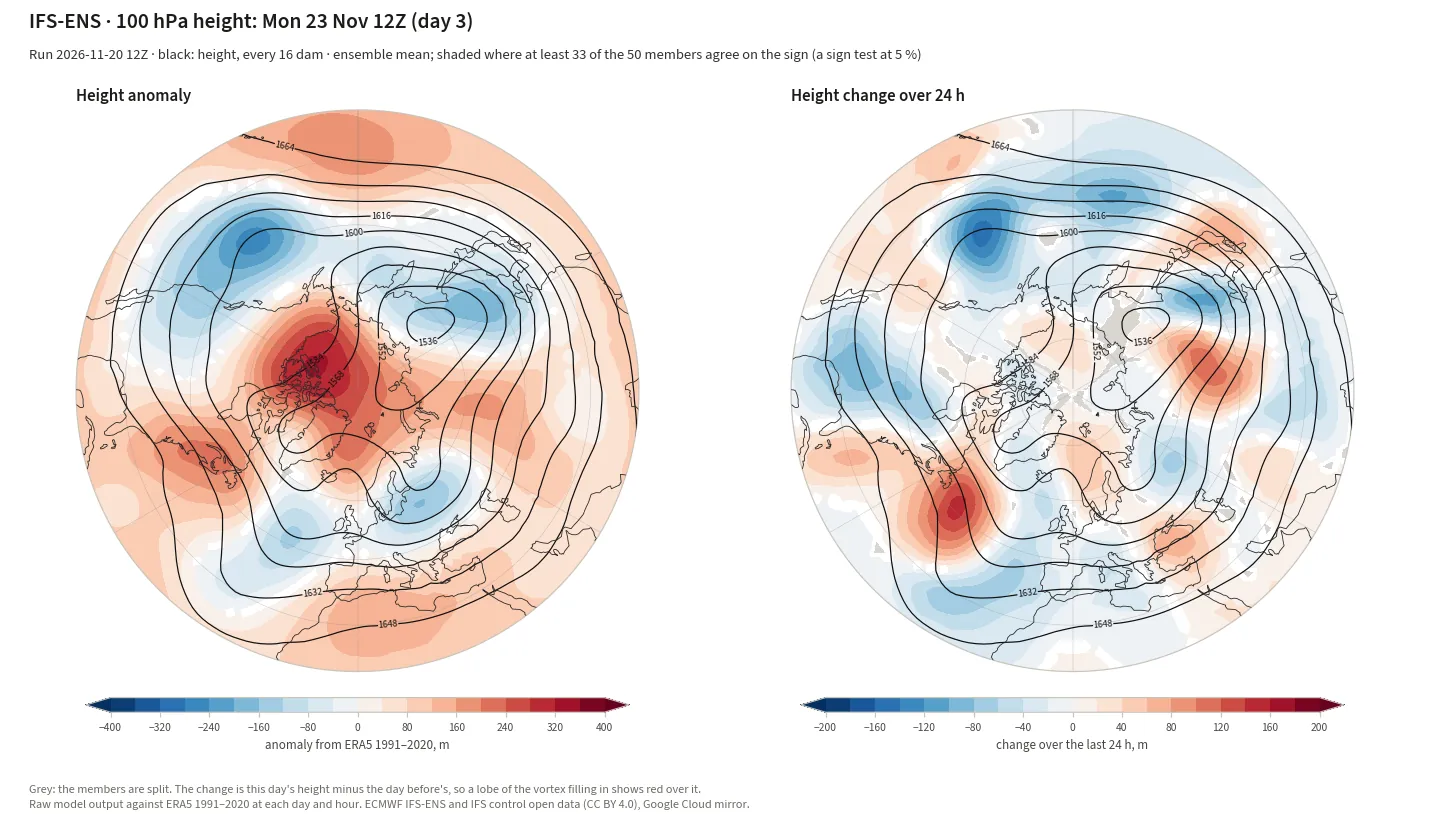 IFS-ENS · 100 hPa height: Mon 23 Nov 12Z (day 3)
Run 2026-11-20 12Z · black: height, every 16 dam · ensemble mean; shaded where at least 33 of the 50 members agree on the sign (a sign test at 5 %)
Height anomaly
Height change over 24 h
1664
1616
1600
1536
1552
1568
1632
1648
1664
1616
1600
1536
1552
1584
1568
1632
1648
−400 −320 −240 −160 −80 0 80 160 240 320 400
anomaly from ERA5 1991–2020, m
−200 −160 −120 −80 −40 0 40 80 120 160 200
change over the last 24 h, m
Grey: the members are split. The change is this day's height minus the day before's, so a lobe of the vortex filling in shows red over it.
Raw model output against ERA5 1991–2020 at each day and hour. ECMWF IFS-ENS and IFS control open data (CC BY 4.0), Google Cloud mirror.